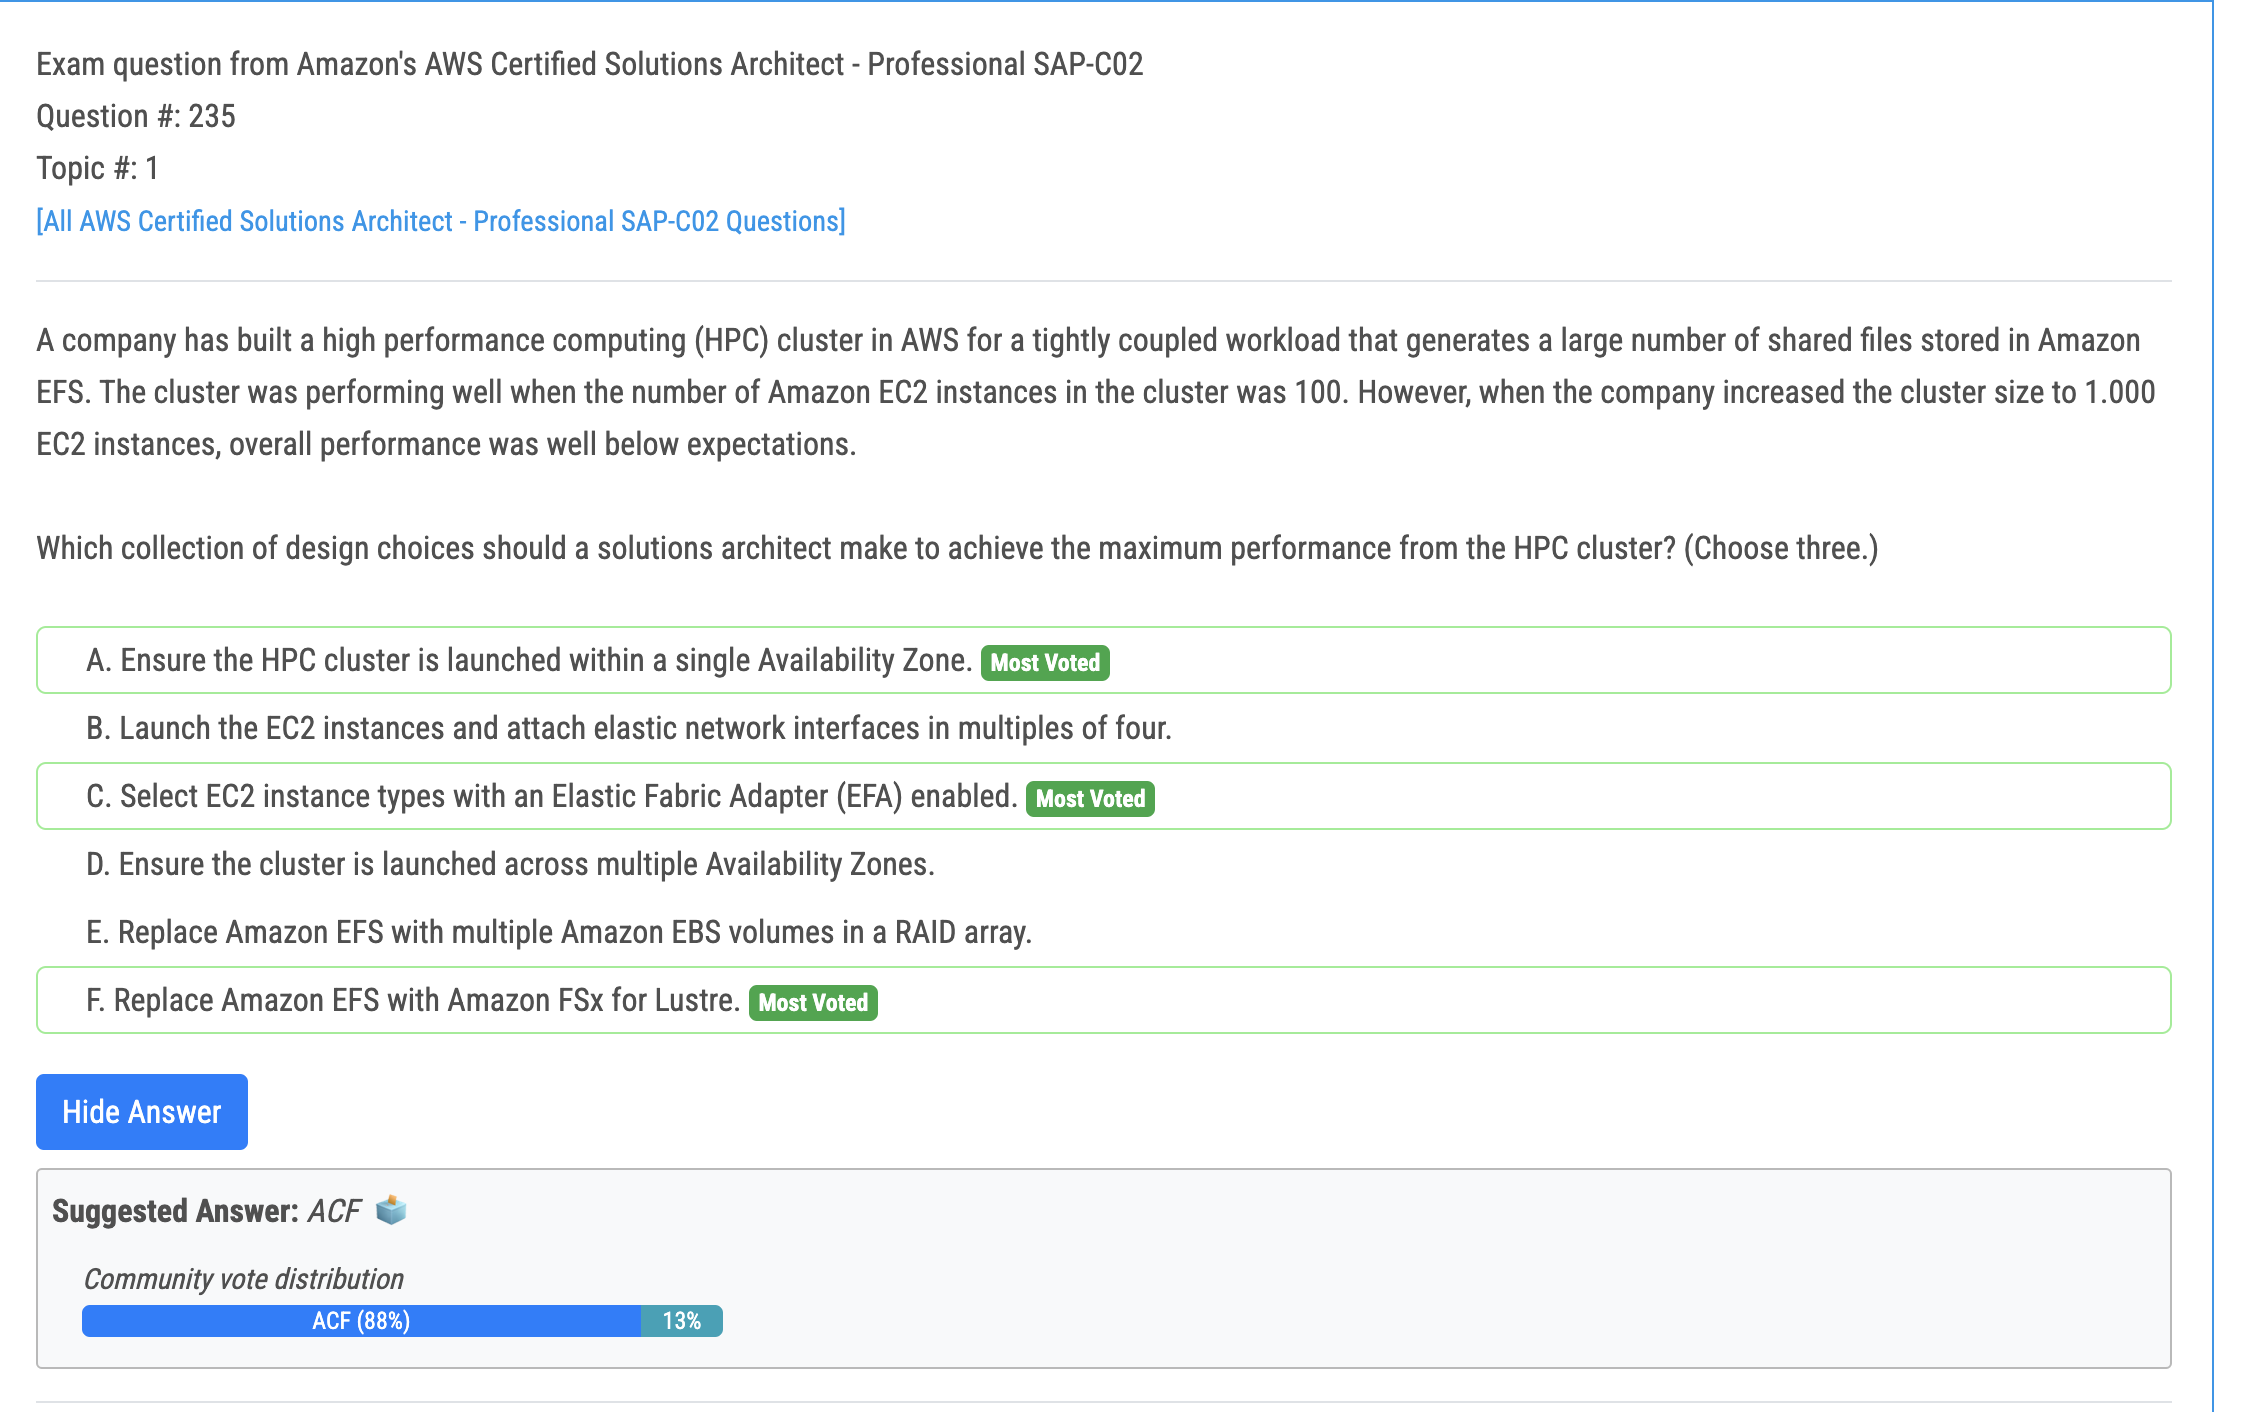 Exam question from Amazon's AWS Certified Solutions Architect - Professional SAP-C02
Question #: 235
Topic #: 1
[All AWS Certified Solutions Architect - Professional SAP-C02 Questions]
A company has built a high performance computing (HPC) cluster in AWS for a tightly coupled workload that generates a large number of shared files stored in Amazon
EFS. The cluster was performing well when the number of Amazon EC2 instances in the cluster was 100. However, when the company increased the cluster size to 1.000
EC2 instances, overall performance was well below expectations.
Which collection of design choices should a solutions architect make to achieve the maximum performance from the HPC cluster? (Choose three.)
A. Ensure the HPC cluster is launched within a single Availability Zone. Most Voted
B. Launch the EC2 instances and attach elastic network interfaces in multiples of four.
C. Select EC2 instance types with an Elastic Fabric Adapter (EFA) enabled. Most Voted
D. Ensure the cluster is launched across multiple Availability Zones.
E. Replace Amazon EFS with multiple Amazon EBS volumes in a RAID array.
F. Replace Amazon EFS with Amazon FSx for Lustre. Most Voted
Hide Answer
Suggested Answer: ACF
Community vote distribution
ACF (88%) 13%